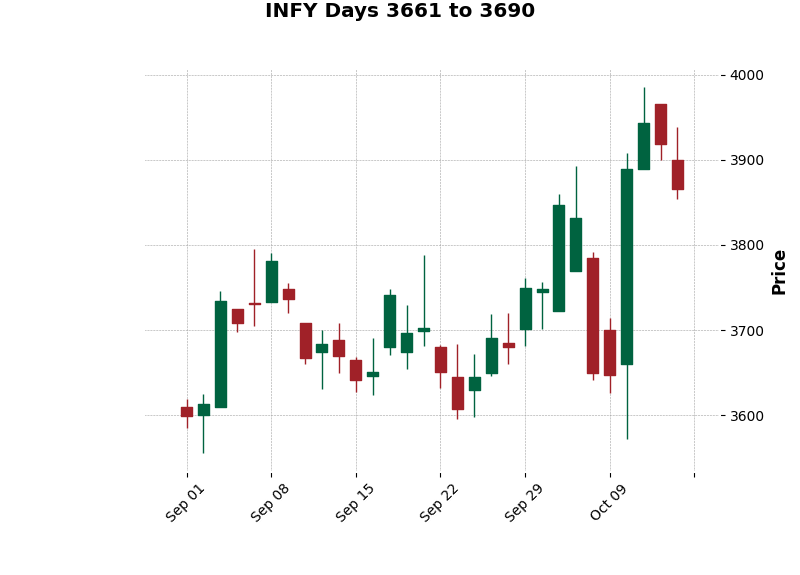 INFY Days 3661 to 3690
4000
3900
3800
3700
3600
Price
Sep 01
Sep 08
Sep 15
Sep 22
Sep 29
Oct 09